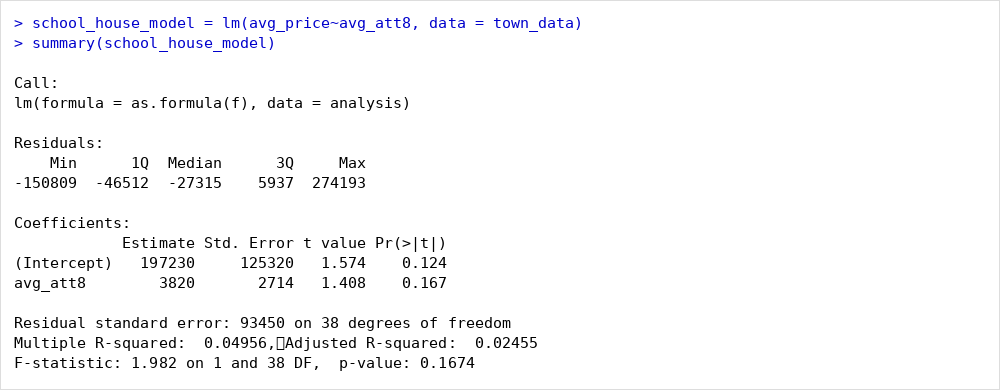 > school_house_model = lm(avg_price~avg_att8, data = town_data)
> summary(school_house_model)
Call:
lm(formula = as.formula(f), data = analysis)
Residuals:
    Min      1Q  Median      3Q     Max
-150809  -46512  -27315    5937  274193
Coefficients:
            Estimate Std. Error t value Pr(>|t|)
(Intercept)   197230     125320   1.574    0.124
avg_att8        3820       2714   1.408    0.167
Residual standard error: 93450 on 38 degrees of freedom
Multiple R-squared:  0.04956,	Adjusted R-squared:  0.02455
F-statistic: 1.982 on 1 and 38 DF,  p-value: 0.1674